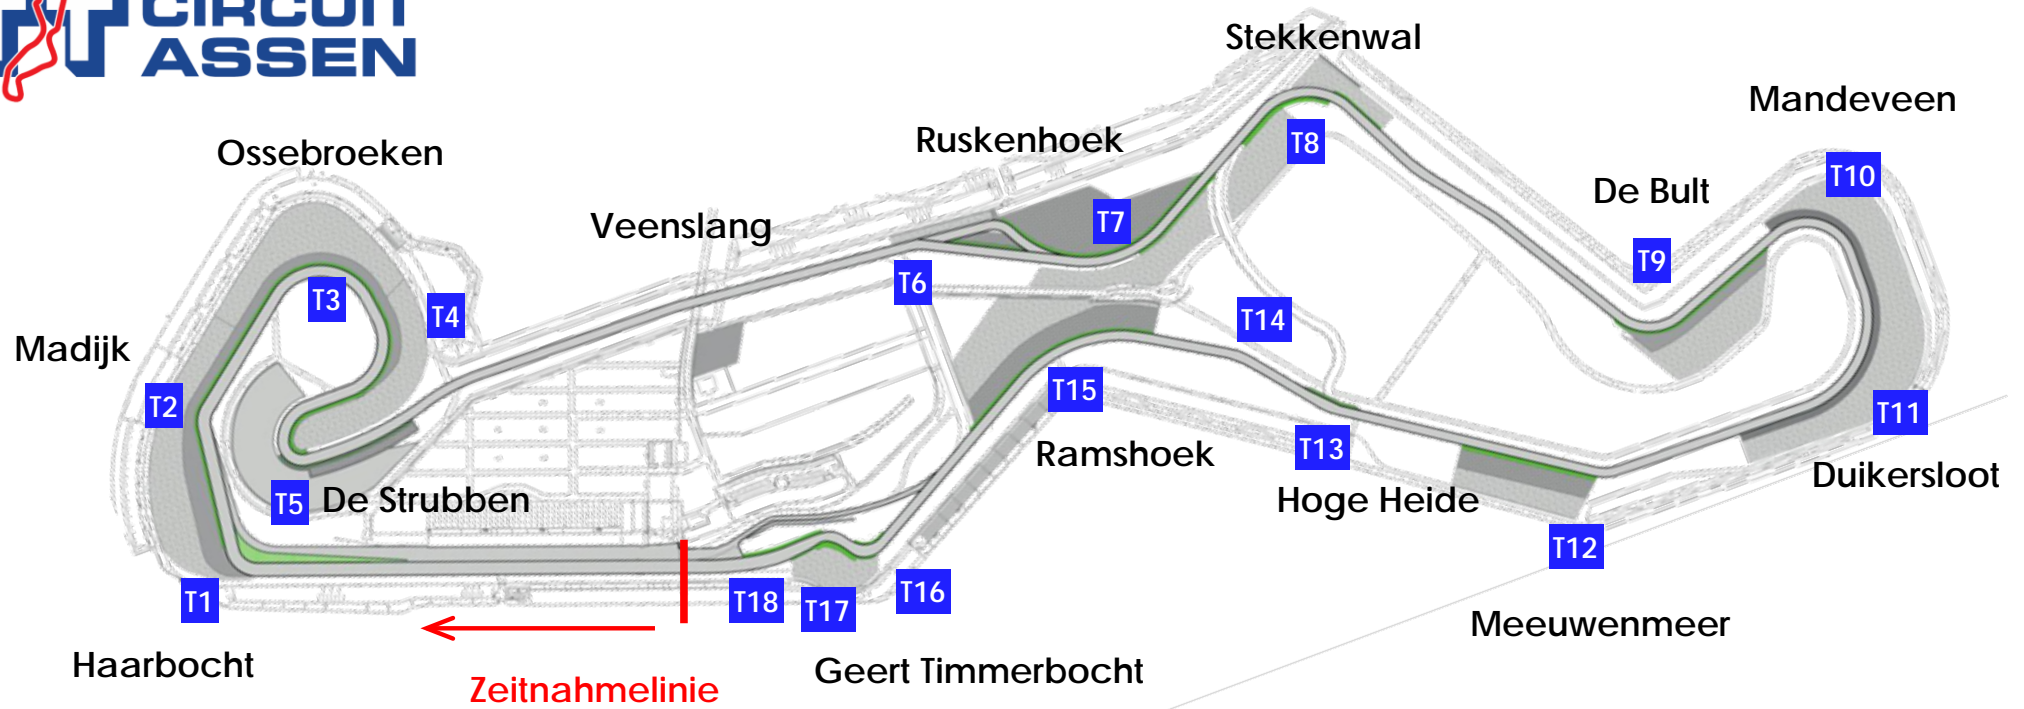 TT CIRCUIT
ASSEN
Stekkenwal
Mandeveen
Ruskenhoek
Ossebroeken
T8
T10
De Bult
Veenslang
T7
T9
T6
T3
T4
T14
Madijk
T2
T15
T11
T13
Ramshoek
Duikersloot
T5
De Strubben
Hoge Heide
T12
T1
T18
T17
T16
Meeuwenmeer
Haarbocht
Geert Timmerbocht
Zeitnahmelinie